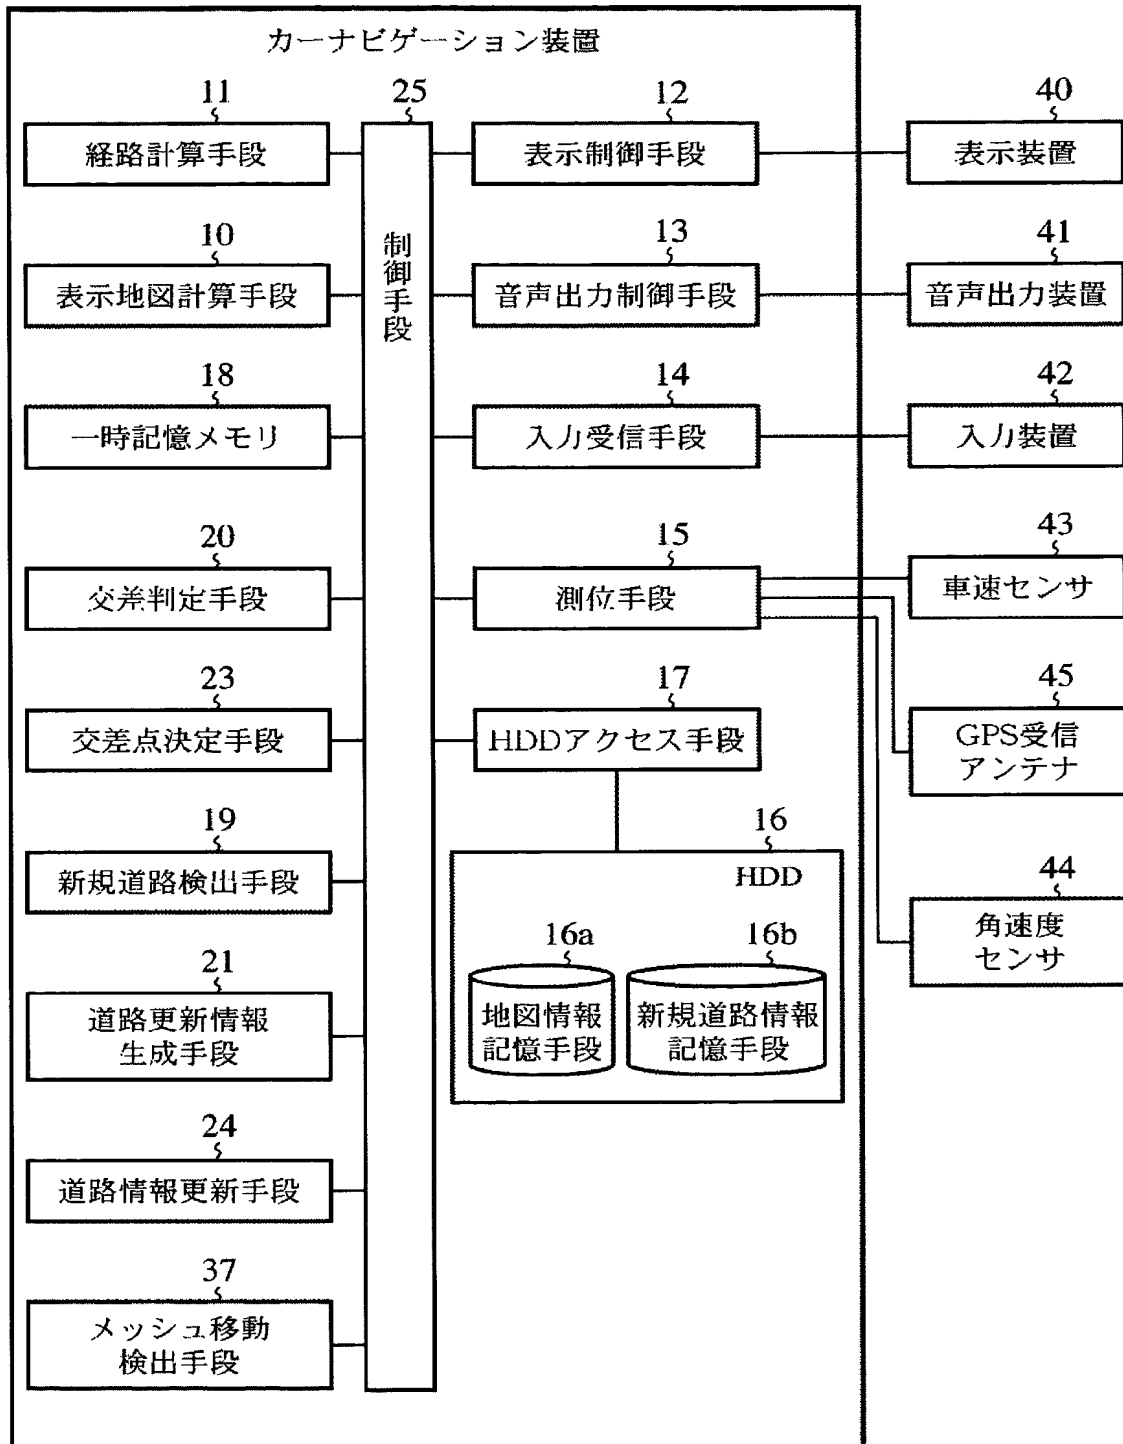 カーナビゲーション装置
11
25
12
40
経路計算手段
表示制御手段
表示装置
10
制御手段
13
41
表示地図計算手段
音声出力制御手段
音声出力装置
18
14
42
一時記憶メモリ
入力受信手段
入力装置
20
15
43
交差判定手段
測位手段
車速センサ
23
17
45
交差点決定手段
HDDアクセス手段
GPS受信
アンテナ
19
16
新規道路検出手段
HDD
44
角速度
センサ
16a
16b
地図情報
記憶手段
新規道路情報
記憶手段
21
道路更新情報
生成手段
24
道路情報更新手段
37
メッシュ移動
検出手段